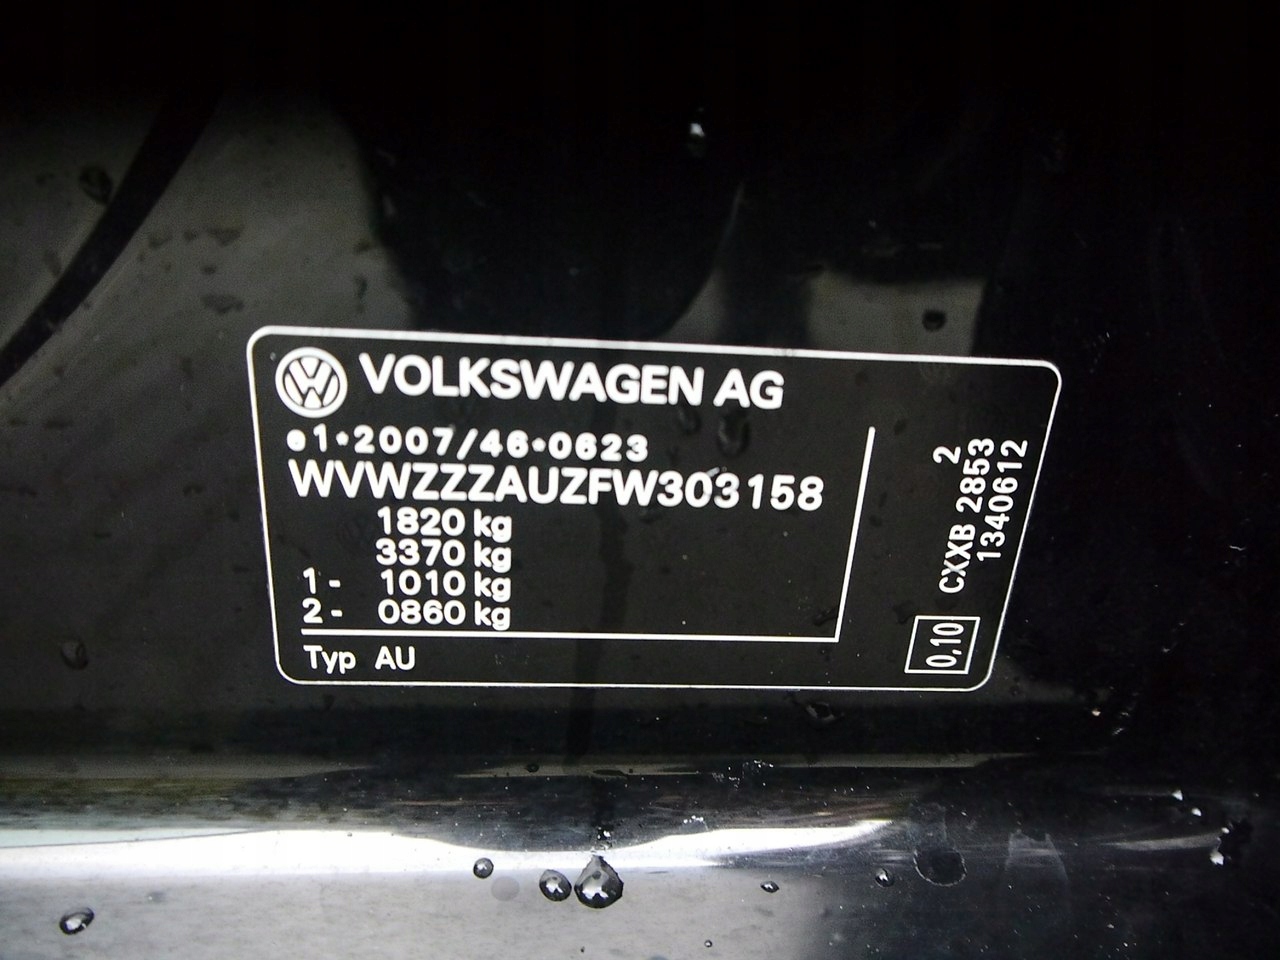 VOLKSWAGEN AG
e1*2007/46*0623
WVWZZZAUZFW303158
1820 kg
3370 kg
1- 1010 kg
2- 0860 kg
Typ AU
2
CXXB 2853
1340612
0,10